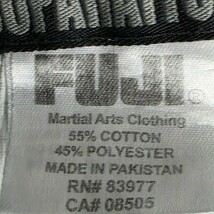 FUJI
Martial Arts Clothing
55% COTTON
45% POLYESTER
MADE IN PAKISTAN
RN# 83977
CA# 08505